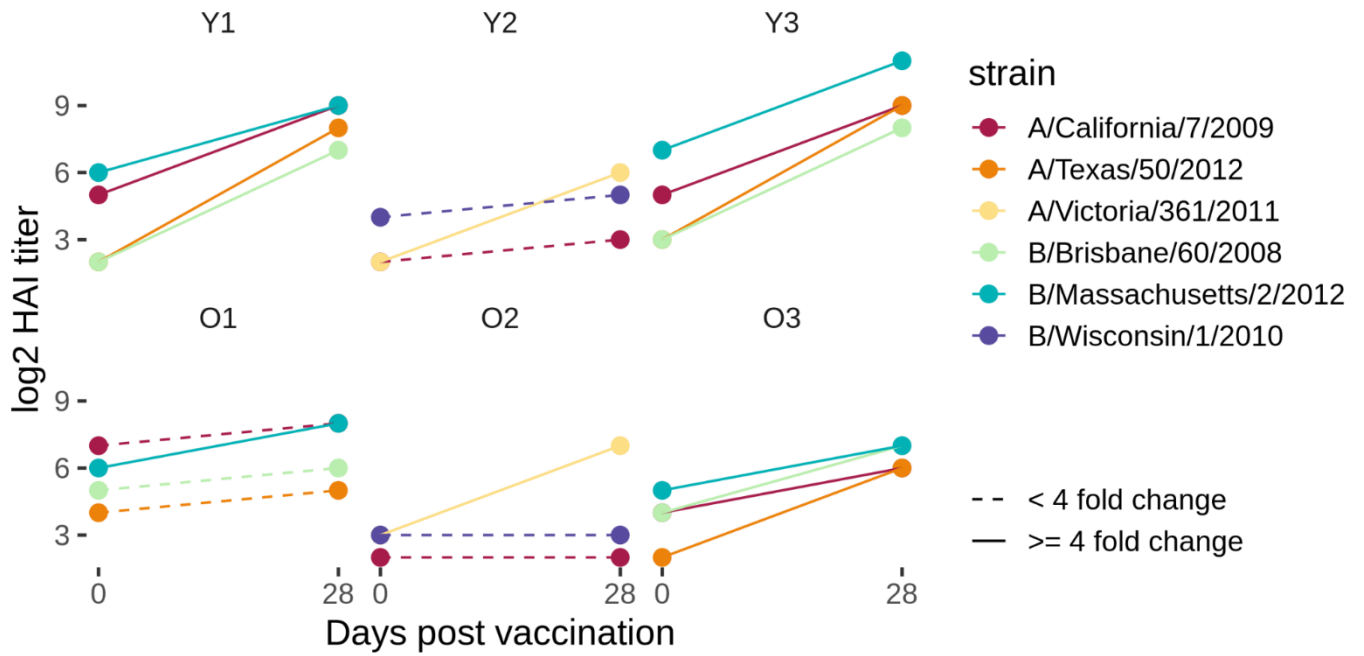 Y1
Y2
Y3
9
6
3
O1
O2
O3
9
6
3
0
28
0
28
0
28
Days post vaccination
log2 HAI titer
strain
A/California/7/2009
A/Texas/50/2012
A/Victoria/361/2011
B/Brisbane/60/2008
B/Massachusetts/2/2012
B/Wisconsin/1/2010
< 4 fold change
>= 4 fold change